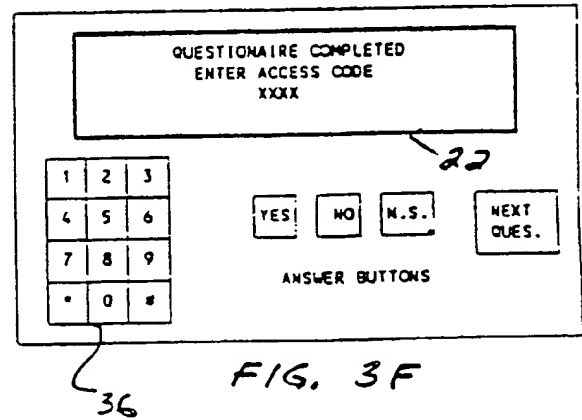 QUESTIONAIRE COMPLETED
ENTER ACCESS CODE
XXXX
22
1 2 3
4 5 6
7 8 9
* 0 #
YES NO N.S.
NEXT
QUES.
ANSWER BUTTONS
36
FIG. 3F